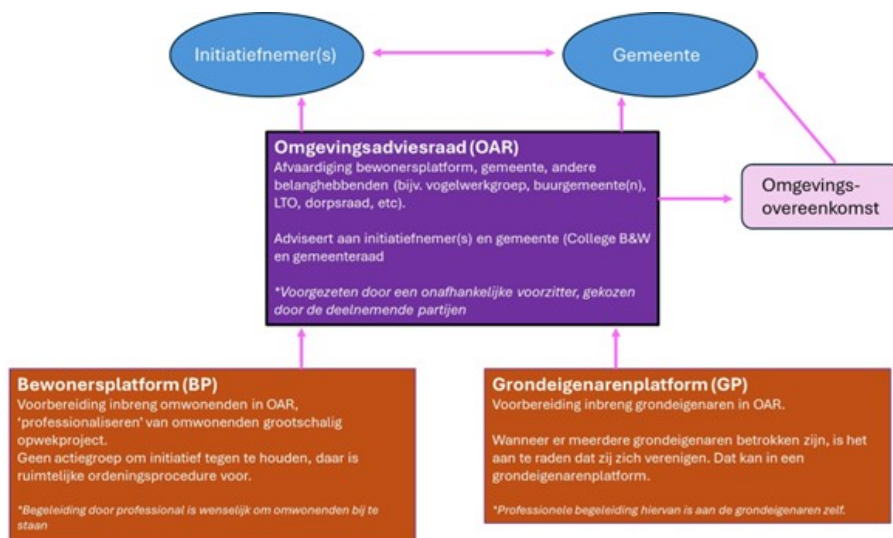 Initiatiefnemer(s)
Gemeente
Omgevingsadviesraad (OAR)
Afvaardiging bewonersplatform, gemeente, andere
belanghebbenden (bijv. vogelwerkgroep, buurgemeente(n),
LTO, dorpsraad, etc).
Adviseert aan initiatiefnemer(s) en gemeente (College B&W
en gemeenteraad
*Voorgezeten door een onafhankelijke voorzitter, gekozen
door de deelnemende partijen
Omgevings-
overeenkomst
Bewonersplatform (BP)
Voorbereiding inbreng omwonenden in OAR,
‘professionaliseren’ van omwonenden grootschalig
opwekproject.
Geen actiegroep om initiatief tegen te houden, daar is
ruimtelijke ordeningsprocedure voor.
*Begeleiding door professional is wenselijk om omwonenden bij te
staan
Grondeigenarenplatform (GP)
Voorbereiding inbreng grondeigenaren in OAR.
Wanneer er meerdere grondeigenaren betrokken zijn, is het
aan te raden dat zij zich verenigen. Dat kan in een
grondeigenarenplatform.
*Professionele begeleiding hiervan is aan de grondeigenaren zelf.